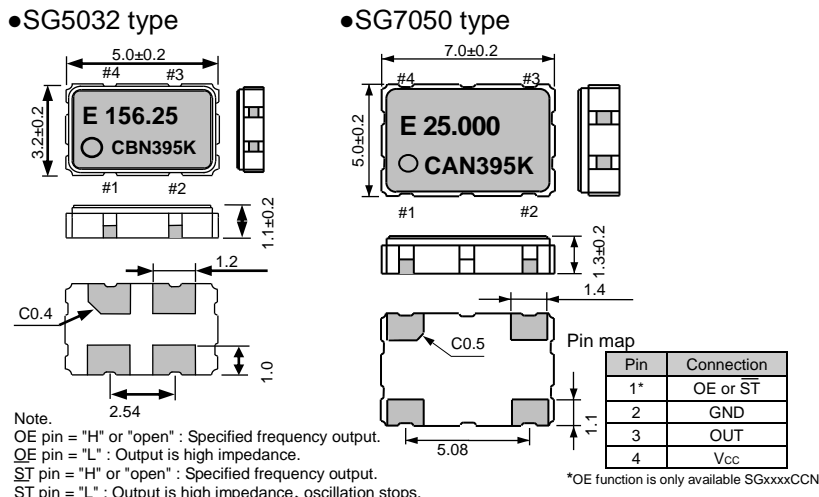 ●SG5032 type
5.0±0.2
#4 #3
3.2±0.2
E 156.25
CBN395K
#1 #2
1.1±0.2
1.2
C0.4
1.0
2.54
●SG7050 type
7.0±0.2
#4 #3
5.0±0.2
E 25.000
CAN395K
#1 #2
1.3±0.2
1.4
C0.5
1.1
5.08
Pin map
Pin Connection
1* OE or S̅T̅
2 GND
3 OUT
4 Vcc
*OE function is only available SGxxxxCCN
Note.
OE pin = "H" or "open" : Specified frequency output.
OE pin = "L" : Output is high impedance.
S̅T̅ pin = "H" or "open" : Specified frequency output.
S̅T̅ pin = "L" : Output is high impedance, oscillation stops.